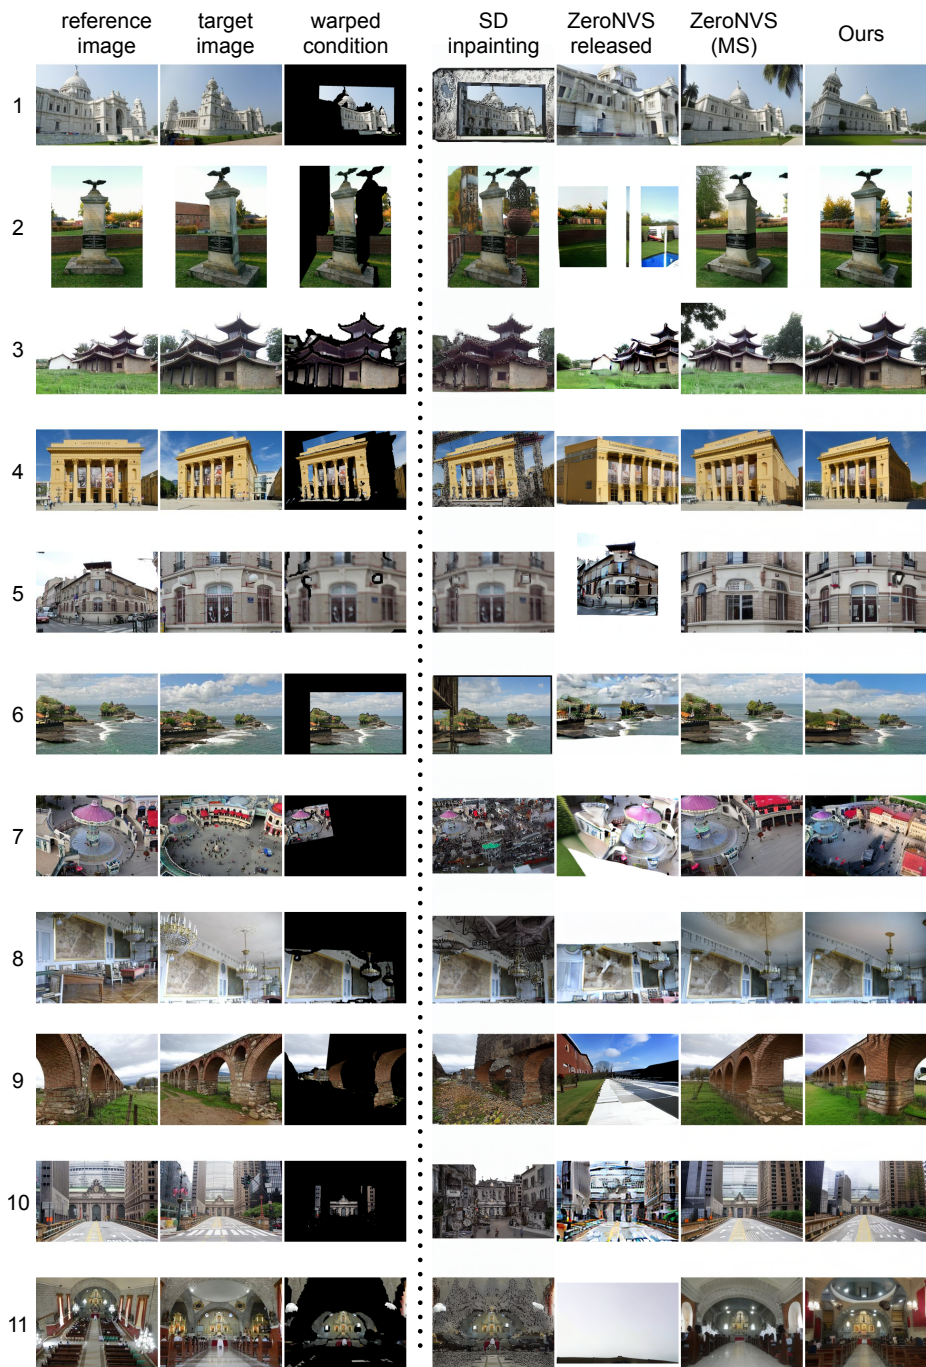 reference image
target image
warped condition
SD inpainting
ZeroNVS released
ZeroNVS (MS)
Ours
1
2
3
4
5
6
7
8
9
10
11